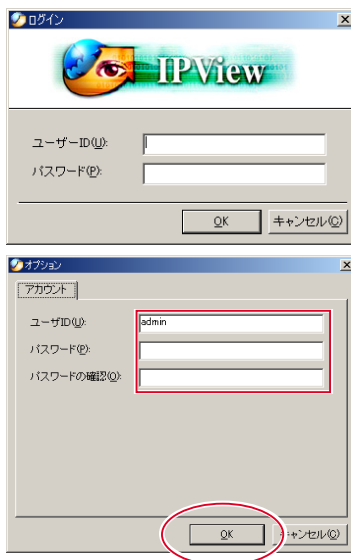 ログイン
IPView
ユーザーID(U):
パスワード(P):
OK キャンセル(C)
オプション
アカウント
ユーザID(U): admin
パスワード(P):
パスワードの確認(O):
OK キャンセル(C)